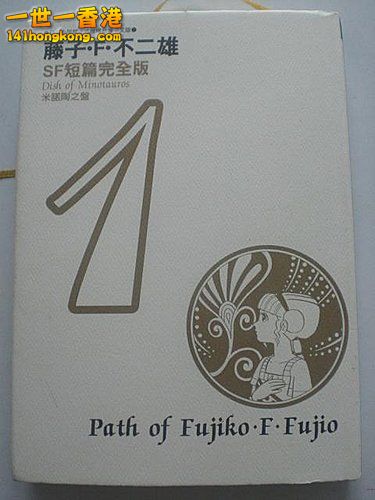 一世一香港
141hongkong.com
藤子・F・不二雄
SF短篇完全版
Dish of Minotauros
米諾陶之盤
1
Path of Fujiko・F・Fujio